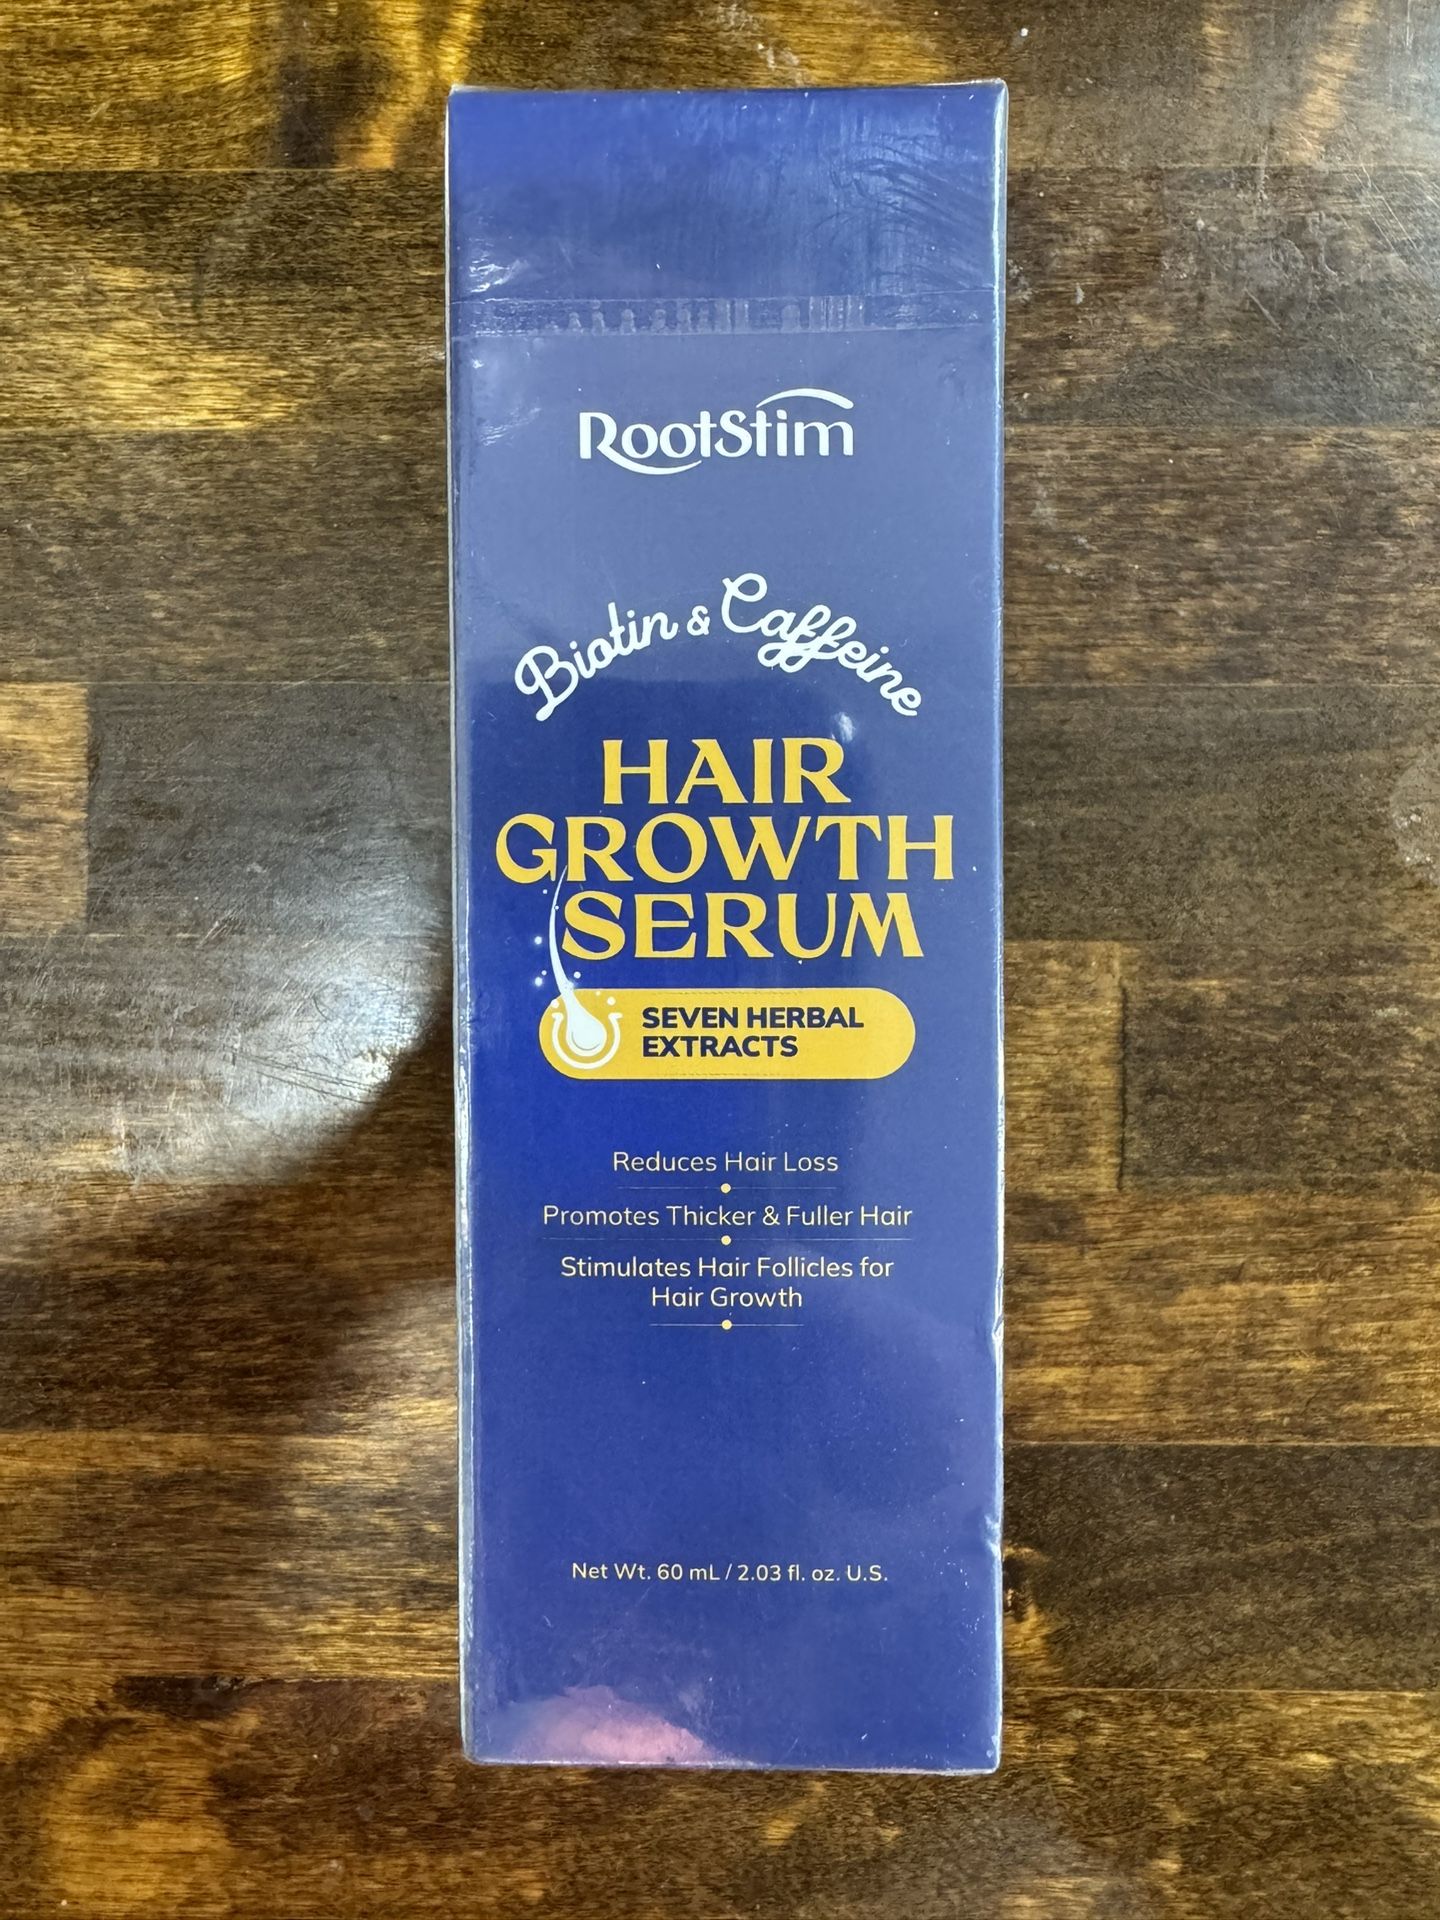 RootStim
Biotin & Caffeine
HAIR
GROWTH
SERUM
SEVEN HERBAL
EXTRACTS
Reduces Hair Loss
Promotes Thicker & Fuller Hair
Stimulates Hair Follicles for
Hair Growth
Net Wt. 60 mL / 2.03 fl. oz. U.S.